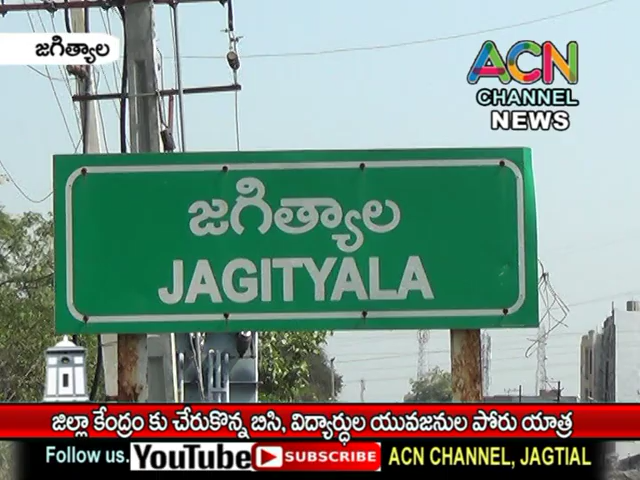 జగిత్యాల
ACN
CHANNEL
NEWS
జగిత్యాల
JAGITYALA
జిల్లా కేంద్రం కు చేరుకొన్న బిసి, విద్యార్ధుల యువజనుల పోరు యాత్ర
Follow us. YouTube SUBSCRIBE ACN CHANNEL, JAGTIAL